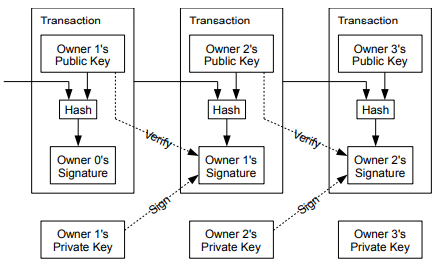 Transaction
Owner 1's
Public Key
Hash
Owner 0's
Signature
Transaction
Owner 2's
Public Key
Hash
Verify
Owner 1's
Signature
Transaction
Owner 3's
Public Key
Hash
Verify
Owner 2's
Signature
Owner 1's
Private Key
Sign
Owner 2's
Private Key
Sign
Owner 3's
Private Key